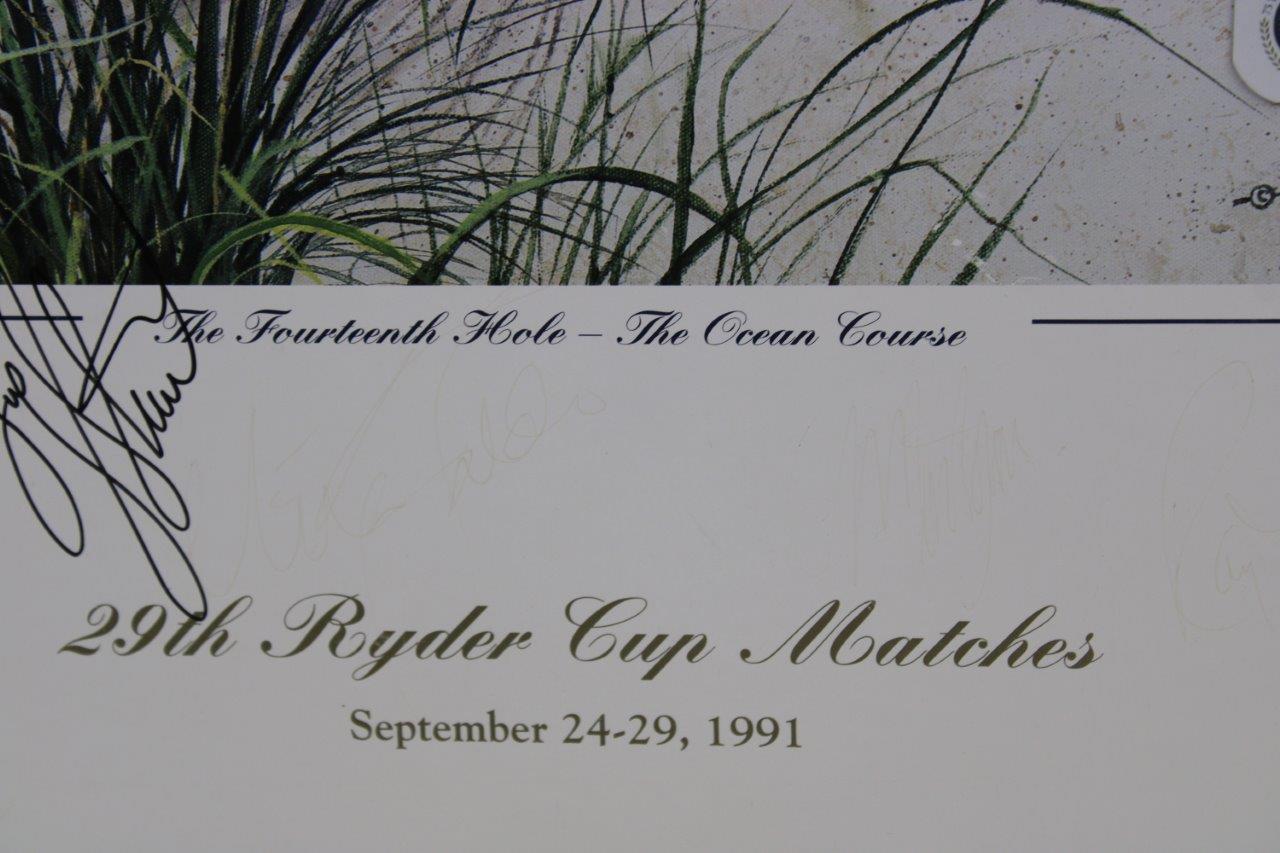 The Fourteenth Hole – The Ocean Course
29th Ryder Cup Matches
September 24-29, 1991